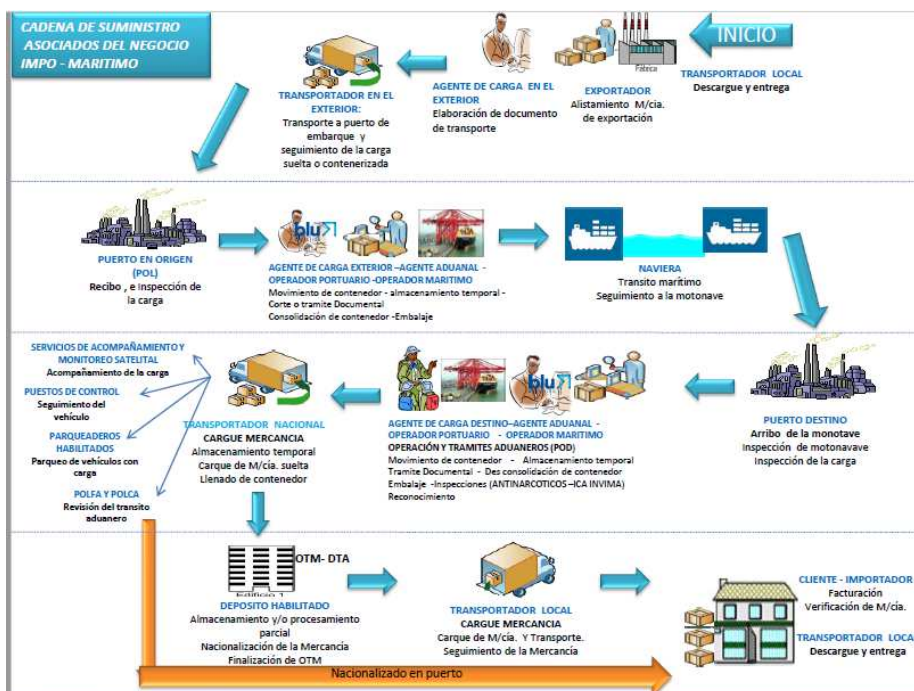 CADENA DE SUMINISTRO
ASOCIADOS DEL NEGOCIO
IMPO - MARITIMO
INICIO
Fábrica
TRANSPORTADOR LOCAL
Descargue y entrega
EXPORTADOR
Alistamiento M/cia.
de exportación
AGENTE DE CARGA EN EL
EXTERIOR
Elaboración de documento
de transporte
TRANSPORTADOR EN EL
EXTERIOR:
Transporte a puerto de
embarque y
seguimiento de la carga
suelta o contenerizada
PUERTO EN ORIGEN
(POL)
Recibo , e Inspección de
la carga
blu
AGENTE DE CARGA EXTERIOR –AGENTE ADUANAL -
OPERADOR PORTUARIO -OPERADOR MARITIMO
Movimiento de contenedor - almacenamiento temporal -
Corte o tramite Documental
Consolidación de contenedor -Embalaje
NAVIERA
Transito marítimo
Seguimiento a la motonave
PUERTO DESTINO
Arribo de la monotave
Inspección de motonavave
Inspección de la carga
blu
AGENTE DE CARGA DESTINO–AGENTE ADUANAL -
OPERADOR PORTUARIO - OPERADOR MARITIMO
OPERACIÓN Y TRAMITES ADUANEROS (POD)
Movimiento de contenedor - Almacenamiento temporal
Tramite Documental - Des consolidación de contenedor
Embalaje -Inspecciones (ANTINARCOTICOS –ICA INVIMA)
Reconocimiento
TRANSPORTADOR NACIONAL
CARGUE MERCANCIA
Almacenamiento temporal
Carque de M/cía. suelta
Llenado de contenedor
SERVICIOS DE ACOMPAÑAMIENTO Y
MONITOREO SATELITAL
Acompañamiento de la carga
PUESTOS DE CONTROL
Seguimiento del
vehículo
PARQUEADEROS
HABILITADOS
Parqueo de vehículos con
carga
POLFA Y POLCA
Revisión del transito
aduanero
OTM- DTA
Edificio 1
DEPOSITO HABILITADO
Almacenamiento y/o procesamiento
parcial
Nacionalización de la Mercancía
Finalización de OTM
TRANSPORTADOR LOCAL
CARGUE MERCANCIA
Carque de M/cía. Y Transporte.
Seguimiento de la Mercancía
CLIENTE - IMPORTADOR
Facturación
Verificación de M/cía.
TRANSPORTADOR LOCAL
Descargue y entrega
Nacionalizado en puerto